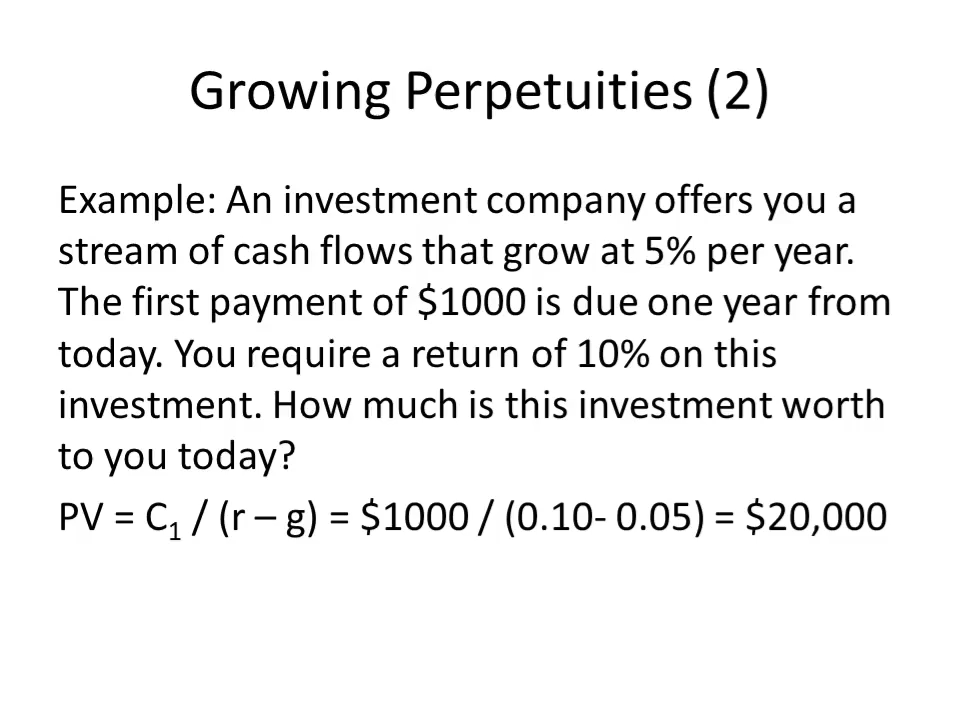 Growing Perpetuities (2)
Example: An investment company offers you a
stream of cash flows that grow at 5% per year.
The first payment of $1000 is due one year from
today. You require a return of 10% on this
investment. How much is this investment worth
to you today?
PV = C₁ / (r – g) = $1000 / (0.10- 0.05) = $20,000